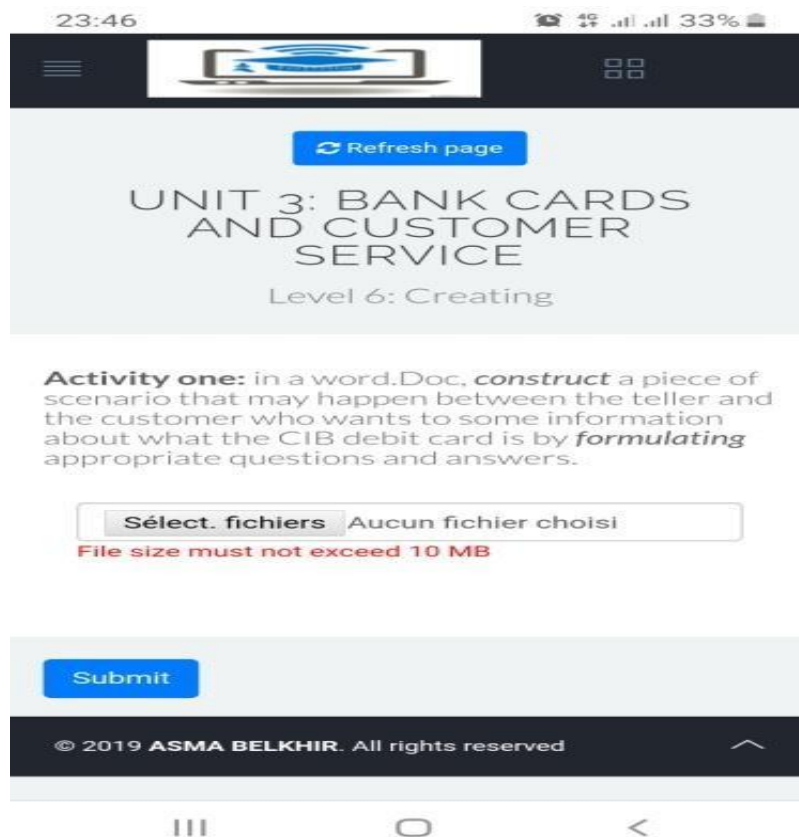 23:46
4G 33%
Refresh page
UNIT 3: BANK CARDS
AND CUSTOMER
SERVICE
Level 6: Creating
Activity one: in a word.Doc, construct a piece of
scenario that may happen between the teller and
the customer who wants to some information
about what the CIB debit card is by formulating
appropriate questions and answers.
Sélect. fichiers Aucun fichier choisi
File size must not exceed 10 MB
Submit
© 2019 ASMA BELKHIR. All rights reserved